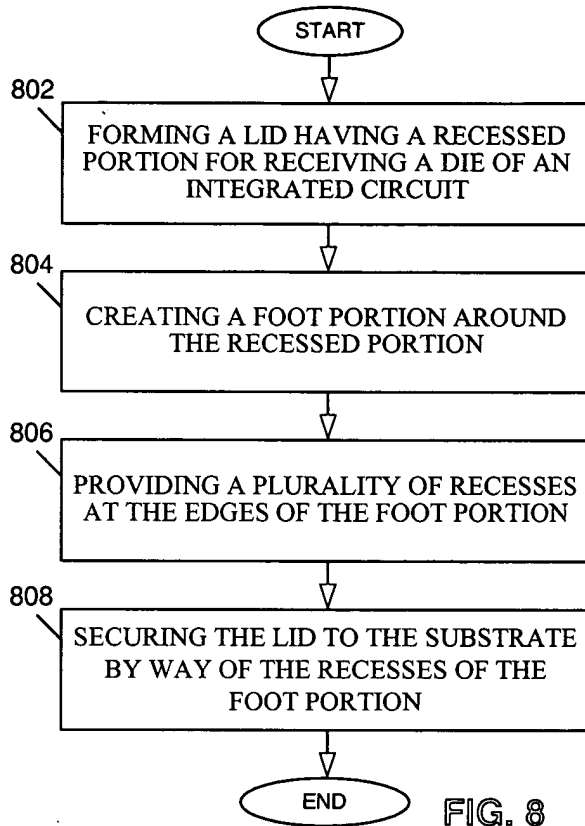 START
802
FORMING A LID HAVING A RECESSED
PORTION FOR RECEIVING A DIE OF AN
INTEGRATED CIRCUIT
804
CREATING A FOOT PORTION AROUND
THE RECESSED PORTION
806
PROVIDING A PLURALITY OF RECESSES
AT THE EDGES OF THE FOOT PORTION
808
SECURING THE LID TO THE SUBSTRATE
BY WAY OF THE RECESSES OF THE
FOOT PORTION
END
FIG. 8